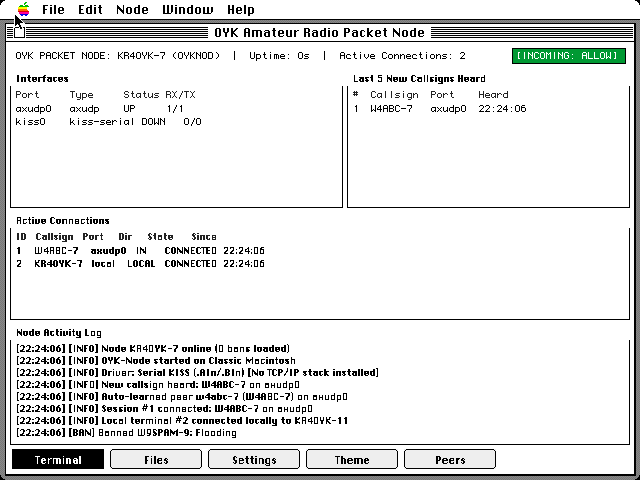 File Edit Node Window Help
OYK Amateur Radio Packet Node
OYK PACKET NODE: KR4OYK-7 (OYKNOD) | Uptime: 0s | Active Connections: 2 [INCOMING: ALLOW]
Interfaces
Port Type Status RX/TX
axudp0 axudp UP 1/1
kiss0 kiss-serial DOWN 0/0
Last 5 New Callsigns Heard
# Callsign Port Heard
1 W4ABC-7 axudp0 22:24:06
Active Connections
ID Callsign Port Dir State Since
1 W4ABC-7 axudp0 IN CONNECTED 22:24:06
2 KR4OYK-7 local LOCAL CONNECTED 22:24:06
Node Activity Log
[22:24:06] [INFO] Node KR4OYK-7 online (0 bans loaded)
[22:24:06] [INFO] OYK-Node started on Classic Macintosh
[22:24:06] [INFO] Driver: Serial KISS (.AIn/.BIn) [No TCP/IP stack installed]
[22:24:06] [INFO] New callsign heard: W4ABC-7 on axudp0
[22:24:06] [INFO] Auto-learned peer w4abc-7 (W4ABC-7) on axudp0
[22:24:06] [INFO] Session #1 connected: W4ABC-7 on axudp0
[22:24:06] [INFO] Local terminal #2 connected locally to KR4OYK-11
[22:24:06] [BAN] Banned W9SPAM-9: Flooding
Terminal Files Settings Theme Peers